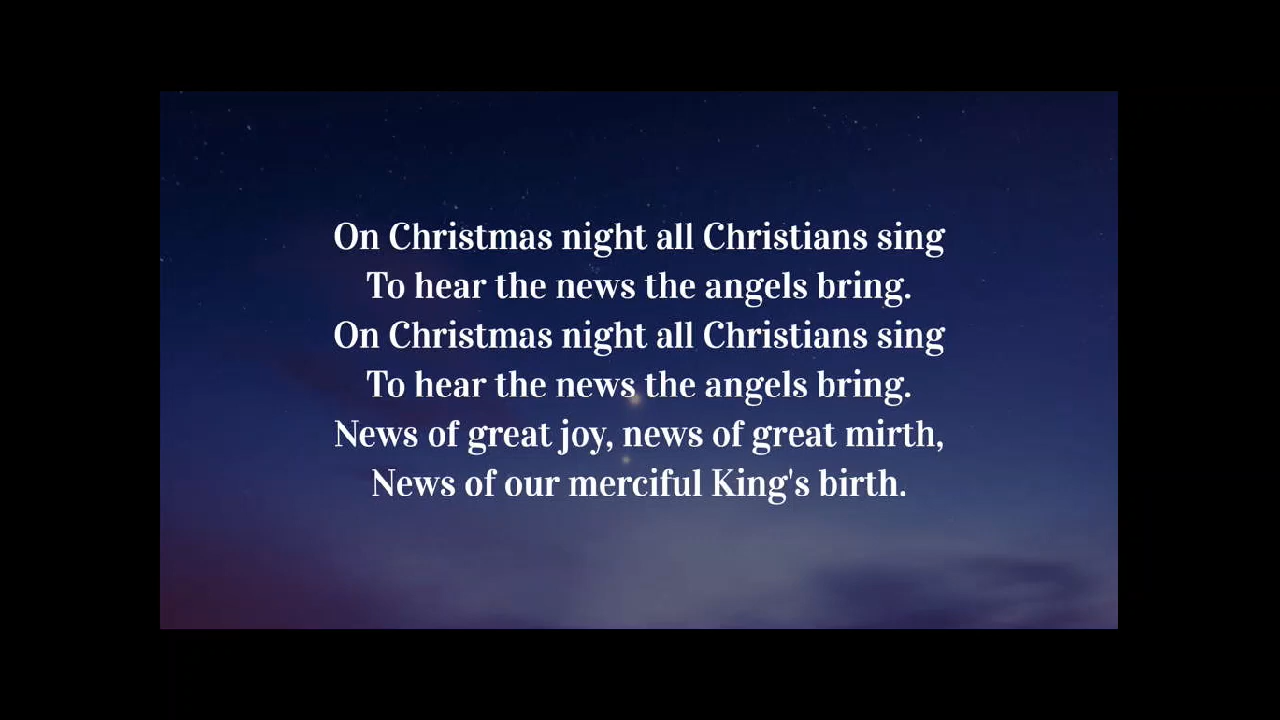 On Christmas night all Christians sing
To hear the news the angels bring.
On Christmas night all Christians sing
To hear the news the angels bring.
News of great joy, news of great mirth,
News of our merciful King's birth.